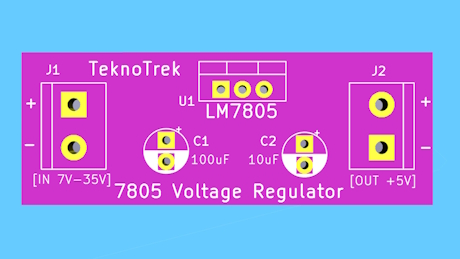 J1
TeknoTrek
J2
U1
LM7805
+
-
+
-
+
C1
100uF
+
C2
10uF
[IN 7V-35V]
7805 Voltage Regulator
[OUT +5V]